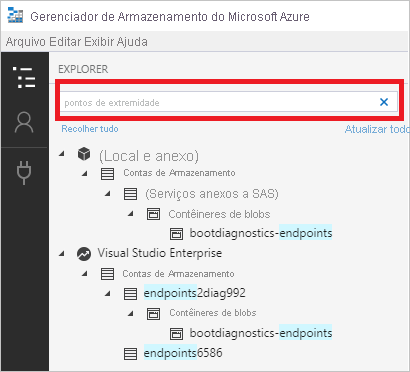 Gerenciador de Armazenamento do Microsoft Azure
Arquivo Editar Exibir Ajuda
EXPLORER
pontos de extremidade
Recolher tudo Atualizar todo
(Local e anexo)
Contas de Armazenamento
(Serviços anexos a SAS)
Contêineres de blobs
bootdiagnostics-endpoints
Visual Studio Enterprise
Contas de Armazenamento
endpoints2diag992
Contêineres de blobs
bootdiagnostics-endpoints
endpoints6586